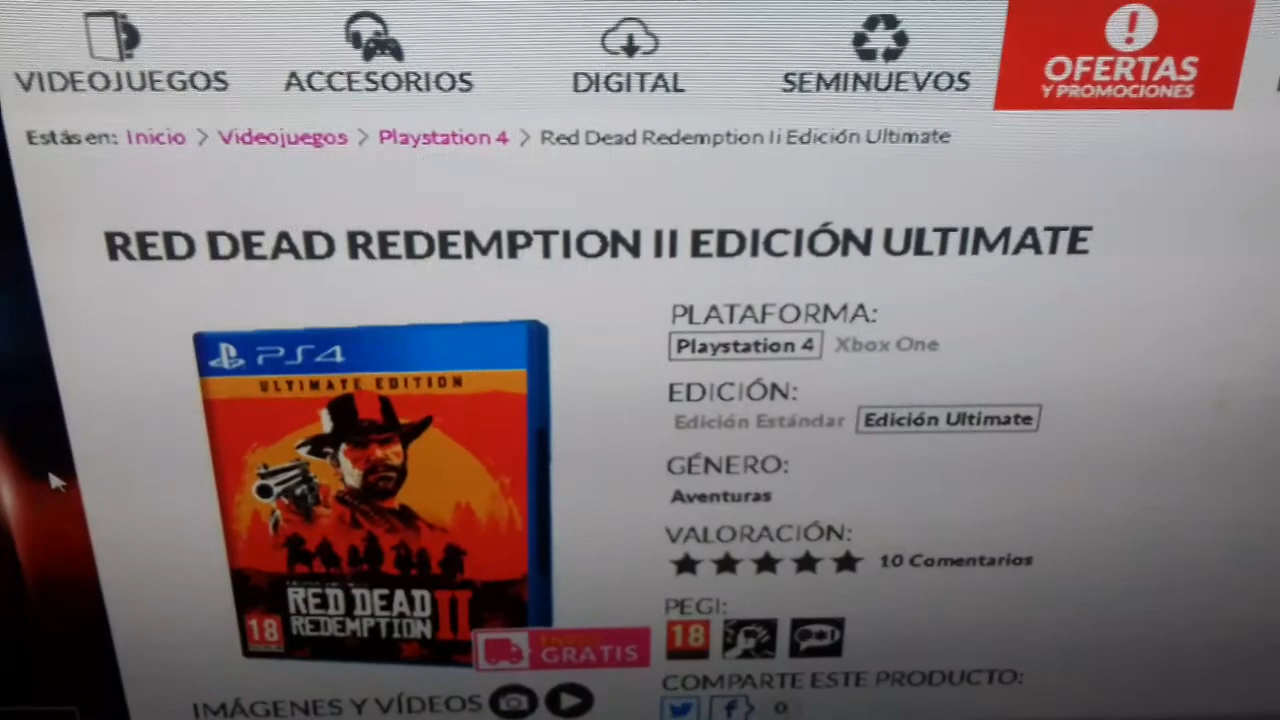 VIDEOJUEGOS
ACCESORIOS
DIGITAL
SEMINUEVOS
OFERTAS
Y PROMOCIONES
Estás en: Inicio > Videojuegos > Playstation 4 > Red Dead Redemption Ii Edición Ultimate
RED DEAD REDEMPTION II EDICIÓN ULTIMATE
PS4
ULTIMATE EDITION
RED DEAD
REDEMPTION II
18
GRATIS
IMÁGENES Y VÍDEOS
PLATAFORMA:
Playstation 4 Xbox One
EDICIÓN:
Edición Estándar Edición Ultimate
GÉNERO:
Aventuras
VALORACIÓN:
10 Comentarios
PEGI:
18
COMPARTE ESTE PRODUCTO:
0